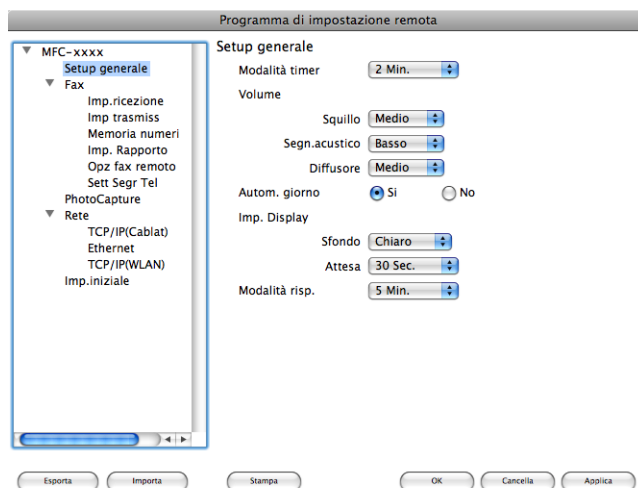 Programma di impostazione remota
MFC-xxxx
Setup generale
Fax
Imp.ricezione
Imp trasmiss
Memoria numeri
Imp. Rapporto
Opz fax remoto
Sett Segr Tel
PhotoCapture
Rete
TCP/IP(Cablat)
Ethernet
TCP/IP(WLAN)
Imp.iniziale
Setup generale
Modalità timer 2 Min.
Volume
Squillo Medio
Segn.acustico Basso
Diffusore Medio
Autom. giorno Si No
Imp. Display
Sfondo Chiaro
Attesa 30 Sec.
Modalità risp. 5 Min.
Esporta Importa Stampa OK Cancella Applica